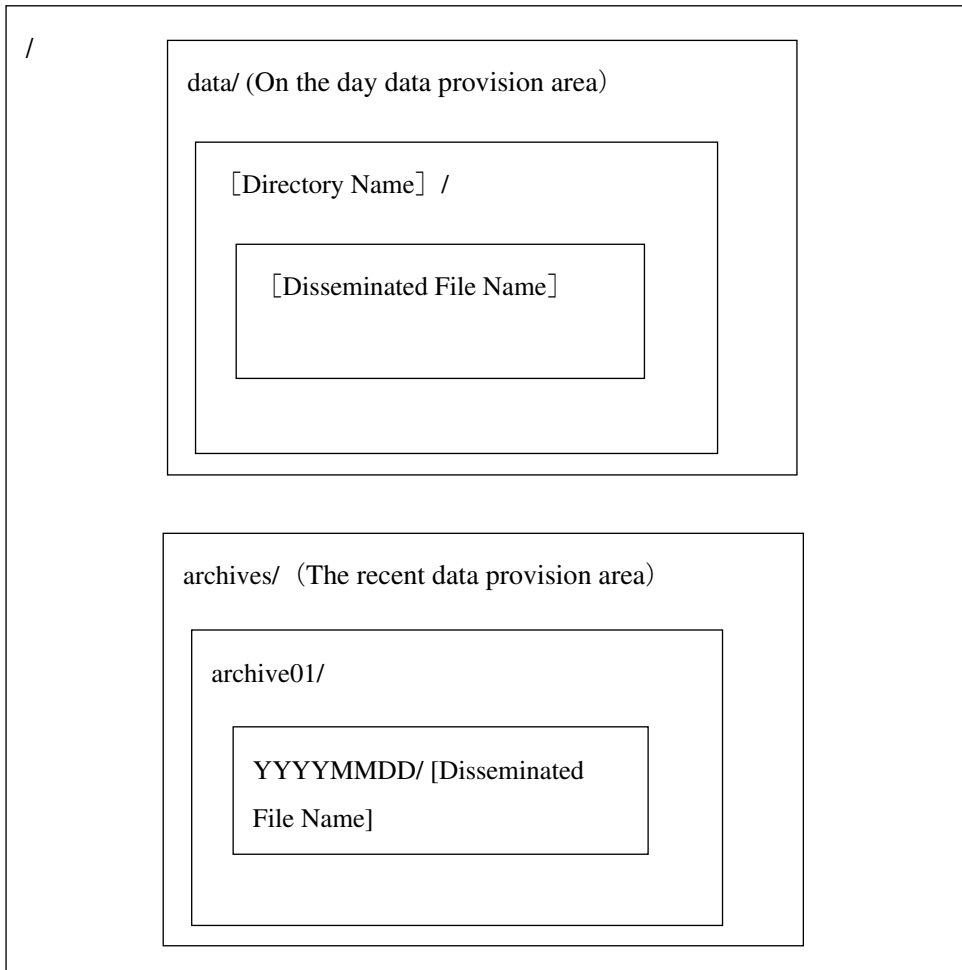 /
data/ (On the day data provision area）
［Directory Name］ /
［Disseminated File Name］
archives/（The recent data provision area）
archive01/
YYYYMMDD/ [Disseminated
File Name]